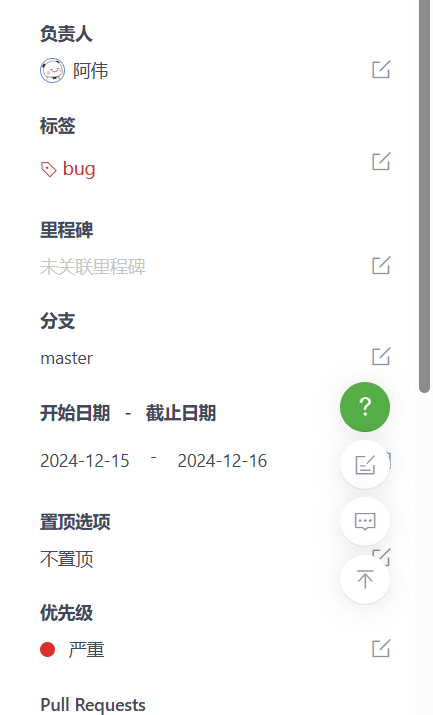 负责人
阿伟
标签
bug
里程碑
未关联里程碑
分支
master
开始日期 - 截止日期
2024-12-15 - 2024-12-16
?
置顶选项
不置顶
优先级
严重
Pull Requests